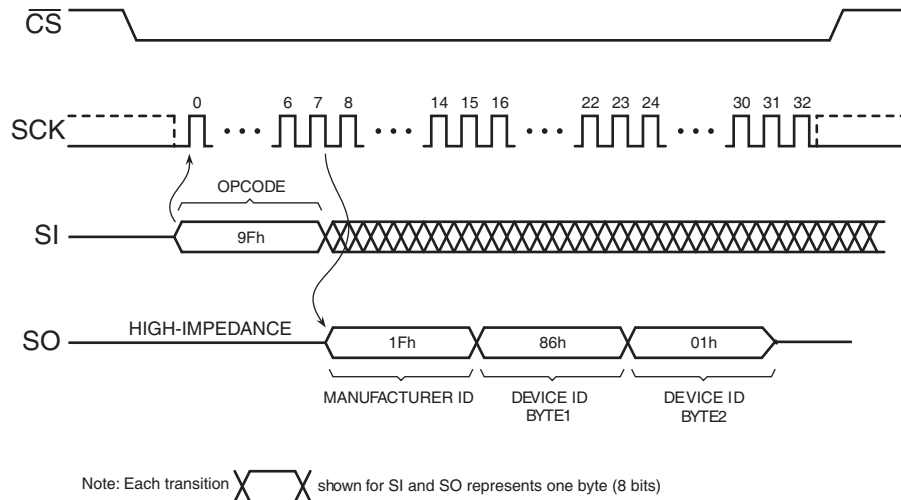 CS
0 6 7 8 14 15 16 22 23 24 30 31 32
SCK
OPCODE
SI
9Fh
HIGH-IMPEDANCE
SO
1Fh 86h 01h
MANUFACTURER ID DEVICE ID DEVICE ID
BYTE1 BYTE2
Note: Each transition shown for SI and SO represents one byte (8 bits)